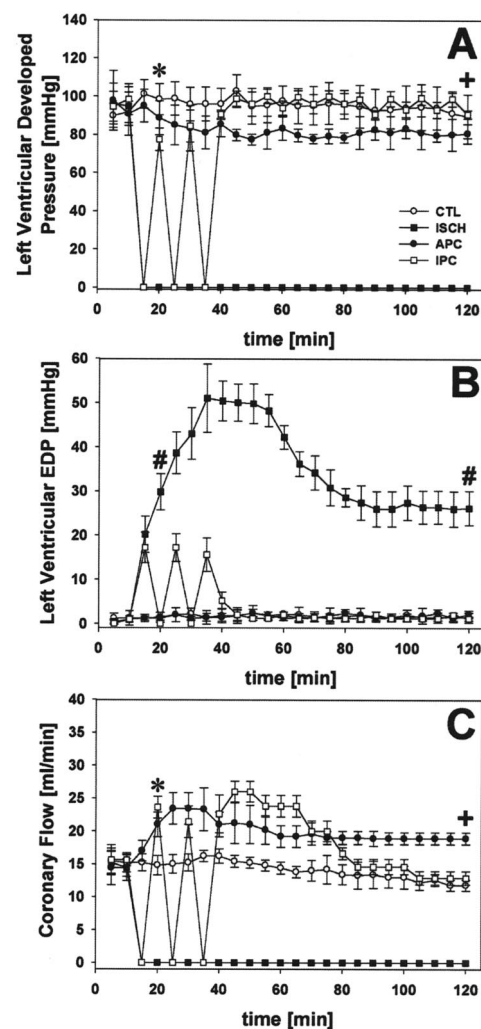 A
Left Ventricular Developed
Pressure [mmHg]
140
120
100
80
60
40
20
0
*
+
CTL
ISCH
APC
IPC
0 20 40 60 80 100 120
time [min]
B
Left Ventricular EDP [mmHg]
60
50
40
30
20
10
0
#
#
0 20 40 60 80 100 120
time [min]
C
Coronary Flow [ml/min]
40
35
30
25
20
15
10
5
0
*
+
0 20 40 60 80 100 120
time [min]